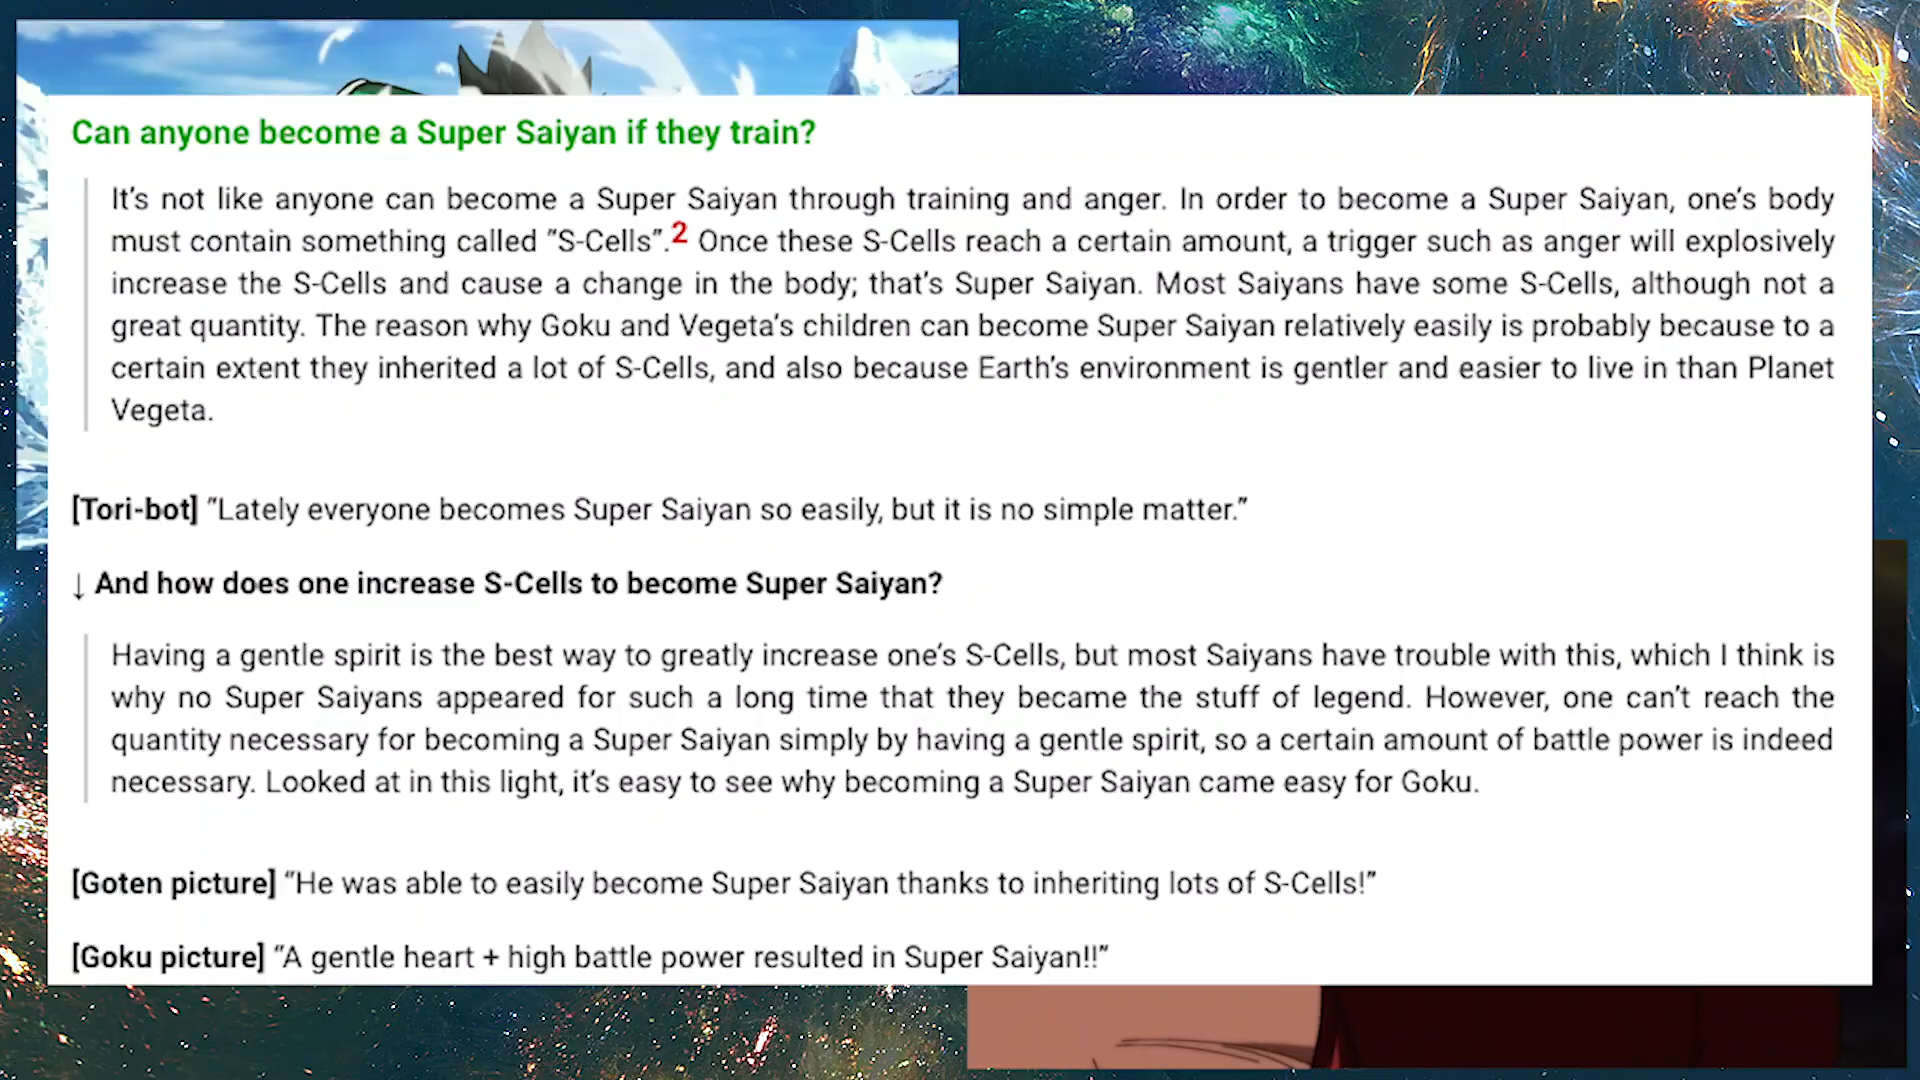 Can anyone become a Super Saiyan if they train?
It’s not like anyone can become a Super Saiyan through training and anger. In order to become a Super Saiyan, one’s body
must contain something called “S-Cells”.2 Once these S-Cells reach a certain amount, a trigger such as anger will explosively
increase the S-Cells and cause a change in the body; that’s Super Saiyan. Most Saiyans have some S-Cells, although not a
great quantity. The reason why Goku and Vegeta’s children can become Super Saiyan relatively easily is probably because to a
certain extent they inherited a lot of S-Cells, and also because Earth’s environment is gentler and easier to live in than Planet
Vegeta.
[Tori-bot] “Lately everyone becomes Super Saiyan so easily, but it is no simple matter.”
↓ And how does one increase S-Cells to become Super Saiyan?
Having a gentle spirit is the best way to greatly increase one’s S-Cells, but most Saiyans have trouble with this, which I think is
why no Super Saiyans appeared for such a long time that they became the stuff of legend. However, one can’t reach the
quantity necessary for becoming a Super Saiyan simply by having a gentle spirit, so a certain amount of battle power is indeed
necessary. Looked at in this light, it’s easy to see why becoming a Super Saiyan came easy for Goku.
[Goten picture] “He was able to easily become Super Saiyan thanks to inheriting lots of S-Cells!”
[Goku picture] “A gentle heart + high battle power resulted in Super Saiyan!!”